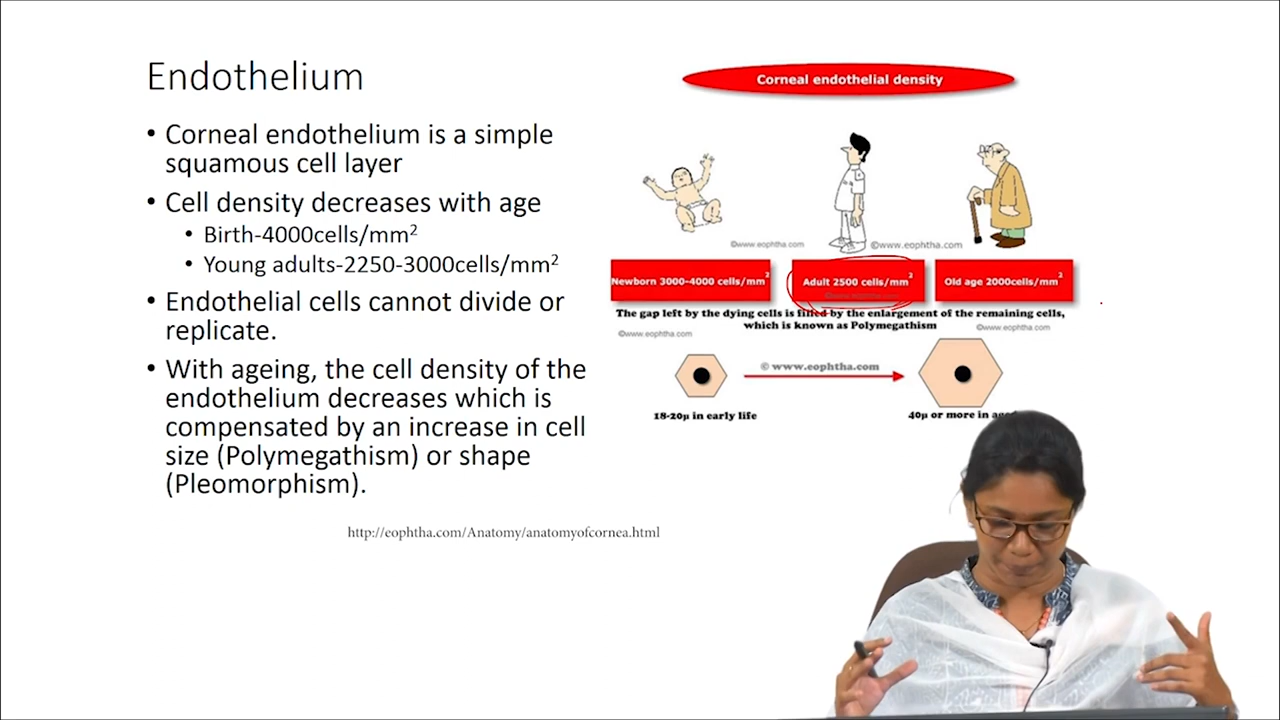 Endothelium
• Corneal endothelium is a simple
squamous cell layer
• Cell density decreases with age
• Birth-4000cells/mm²
• Young adults-2250-3000cells/mm²
• Endothelial cells cannot divide or
replicate.
• With ageing, the cell density of the
endothelium decreases which is
compensated by an increase in cell
size (Polymegathism) or shape
(Pleomorphism).
http://eophtha.com/Anatomy/anatomyofcornea.html
Corneal endothelial density
©www.eophtha.com
©www.eophtha.com
Newborn 3000-4000 cells/mm²
Adult 2500 cells/mm²
Old age 2000cells/mm²
The gap left by the dying cells is filled by the enlargement of the remaining cells,
which is known as Polymegathism
©www.eophtha.com
©www.eophtha.com
© www.eophtha.com
18-20µ in early life
40µ or more in